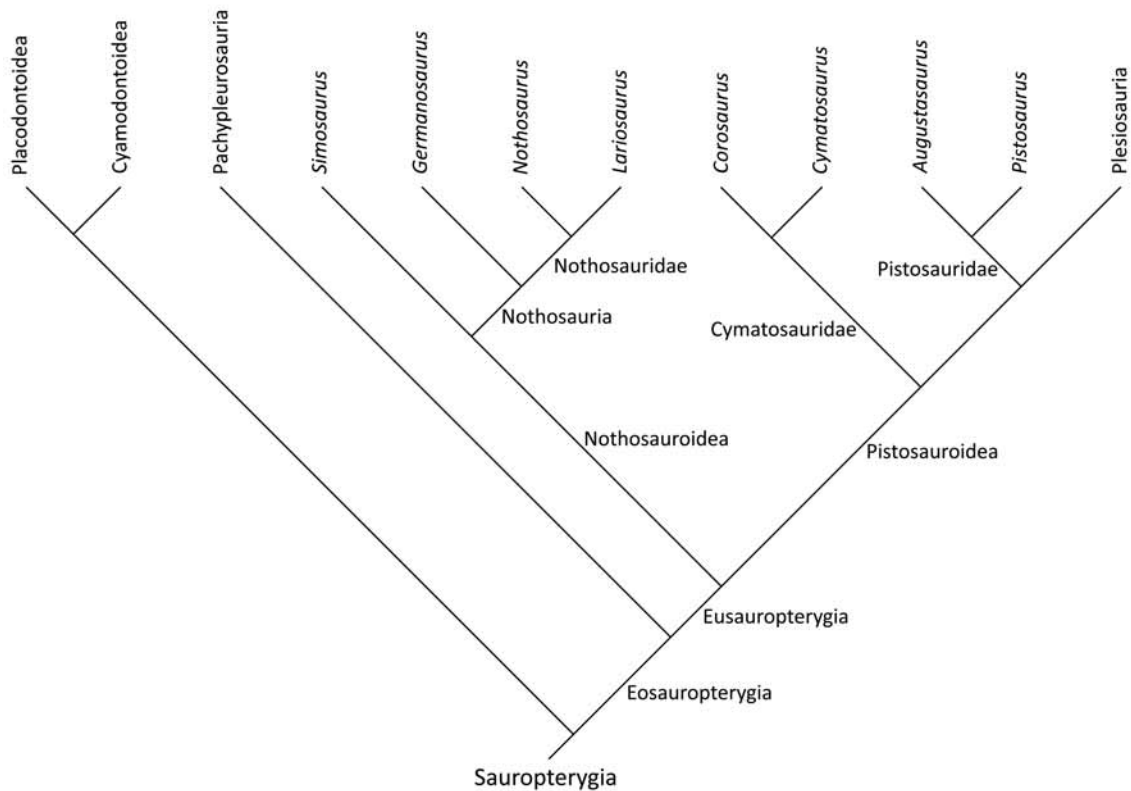 Placodontoidea
Cyamodontoidea
Pachypleurosauria
Simosaurus
Germanosaurus
Nothosaurus
Lariosaurus
Corosaurus
Cymatosaurus
Augustasaurus
Pistosaurus
Plesiosauria
Nothosauridae
Pistosauridae
Nothosauria
Cymatosauridae
Nothosauroidea
Pistosauroidea
Eusauropterygia
Eosauropterygia
Sauropterygia